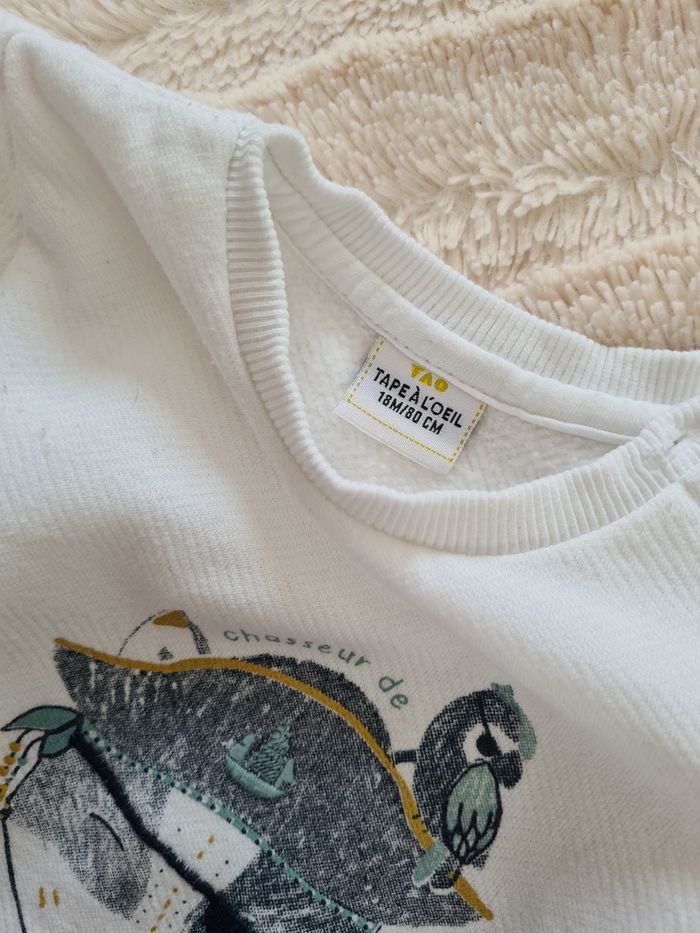 TAO
TAPE À L'OEIL
18M/80 CM
chasseur de